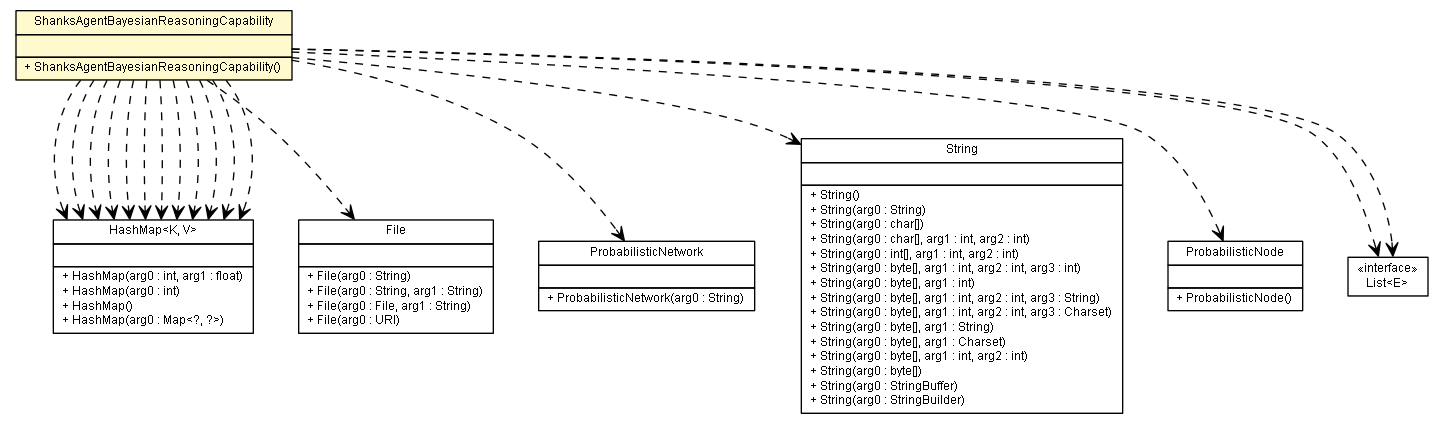 ShanksAgentBayesianReasoningCapability
+ ShanksAgentBayesianReasoningCapability()
HashMap<K, V>
+ HashMap(arg0 : int, arg1 : float)
+ HashMap(arg0 : int)
+ HashMap()
+ HashMap(arg0 : Map<?, ?>)
File
+ File(arg0 : String)
+ File(arg0 : String, arg1 : String)
+ File(arg0 : File, arg1 : String)
+ File(arg0 : URI)
ProbabilisticNetwork
+ ProbabilisticNetwork(arg0 : String)
String
+ String()
+ String(arg0 : String)
+ String(arg0 : char[])
+ String(arg0 : char[], arg1 : int, arg2 : int)
+ String(arg0 : int[], arg1 : int, arg2 : int)
+ String(arg0 : byte[], arg1 : int, arg2 : int, arg3 : int)
+ String(arg0 : byte[], arg1 : int)
+ String(arg0 : byte[], arg1 : int, arg2 : int, arg3 : String)
+ String(arg0 : byte[], arg1 : int, arg2 : int, arg3 : Charset)
+ String(arg0 : byte[], arg1 : String)
+ String(arg0 : byte[], arg1 : Charset)
+ String(arg0 : byte[], arg1 : int, arg2 : int)
+ String(arg0 : byte[])
+ String(arg0 : StringBuffer)
+ String(arg0 : StringBuilder)
ProbabilisticNode
+ ProbabilisticNode()
«interface»
List<E>